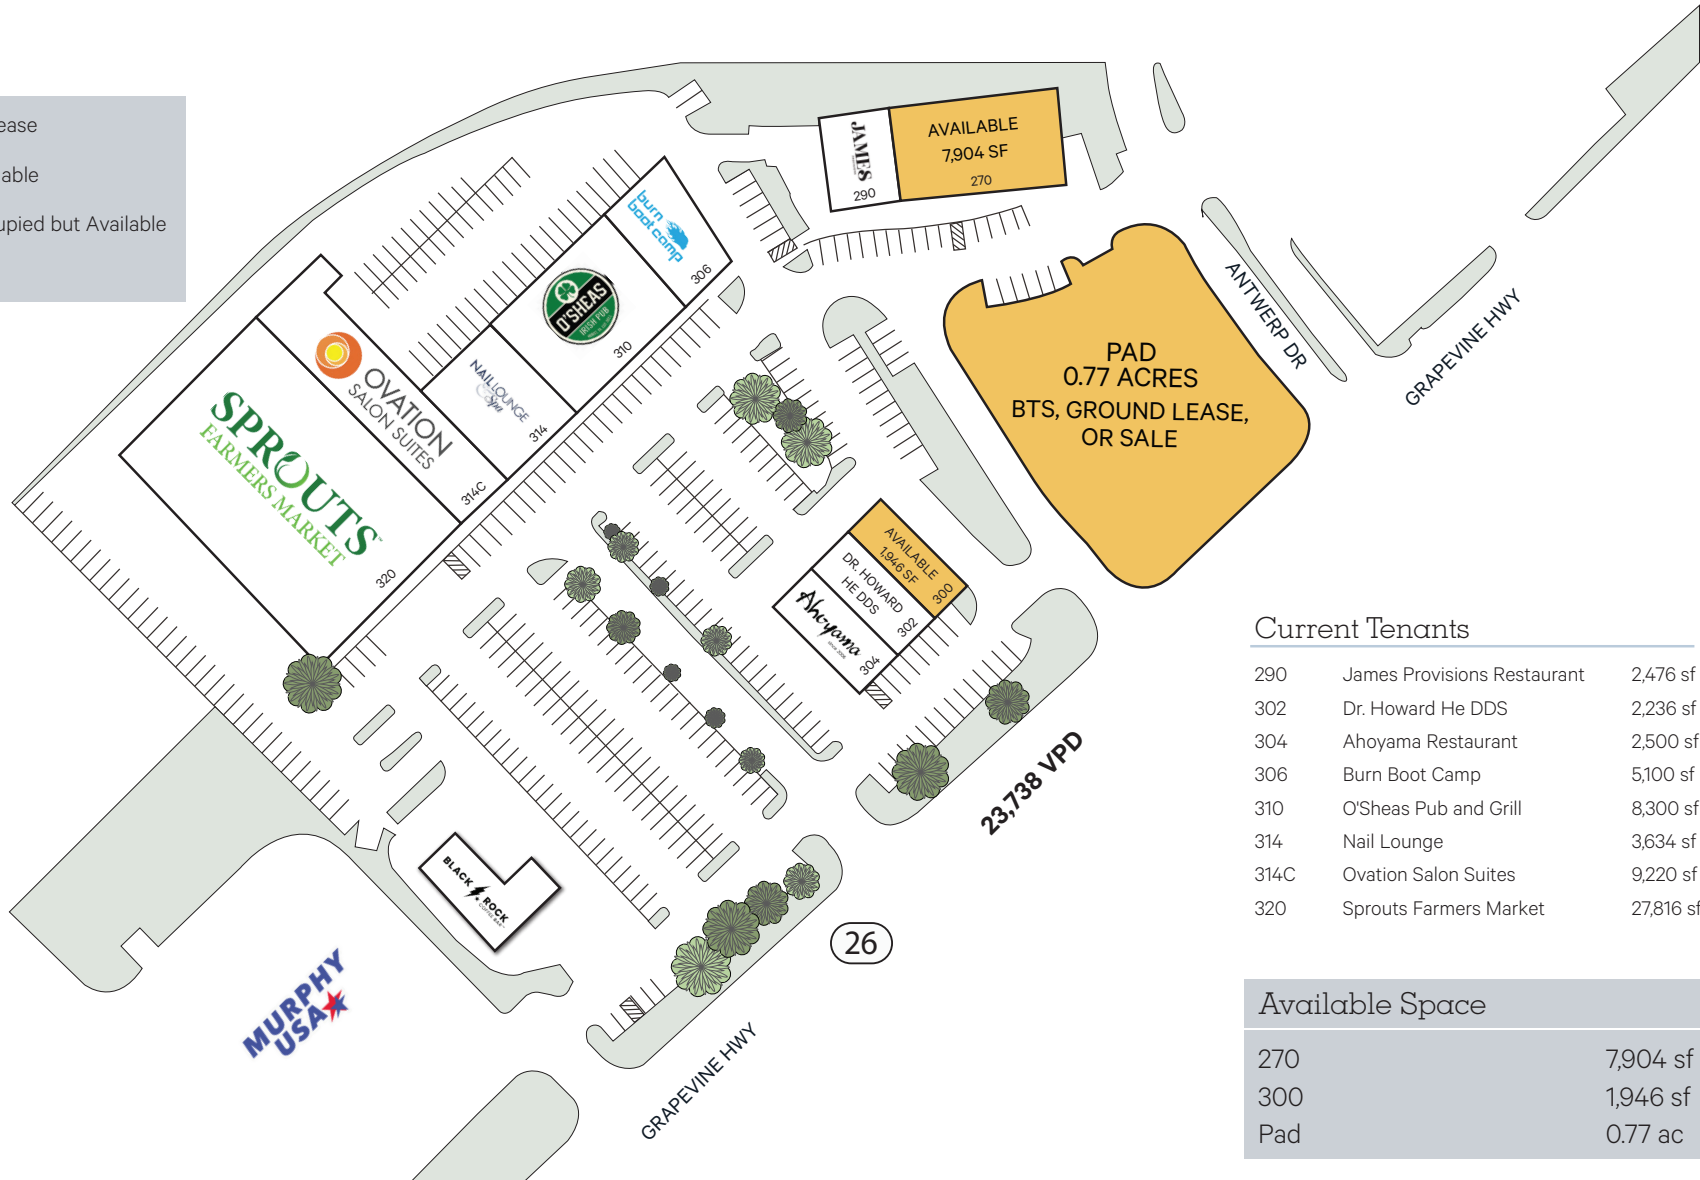 upied but Available
JAMES
290
AVAILABLE
7,904 SF
270
burn
boot camp
306
O'SHEAS
IRISH PUB
310
NAIL LOUNGE
& Spa
314
OVATION
SALON SUITES
314C
SPROUTS
FARMERS MARKET
320
PAD
0.77 ACRES
BTS, GROUND LEASE,
OR SALE
ANTWERP DR
GRAPEVINE HWY
AVAILABLE
1,946 SF
300
DR. HOWARD
HE DDS
302
Ahoyama
since 2006
304
23,738 VPD
BLACK ROCK
COFFEE BAR
26
MURPHY
USA
GRAPEVINE HWY
Current Tenants
290 James Provisions Restaurant 2,476 sf
302 Dr. Howard He DDS 2,236 sf
304 Ahoyama Restaurant 2,500 sf
306 Burn Boot Camp 5,100 sf
310 O'Sheas Pub and Grill 8,300 sf
314 Nail Lounge 3,634 sf
314C Ovation Salon Suites 9,220 sf
320 Sprouts Farmers Market 27,816 sf
Available Space
270 7,904 sf
300 1,946 sf
Pad 0.77 ac